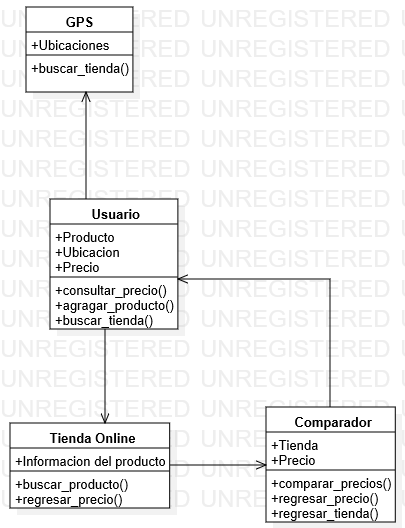 GPS
+Ubicaciones
+buscar_tienda()
Usuario
+Producto
+Ubicacion
+Precio
+consultar_precio()
+agragar_producto()
+buscar_tienda()
Tienda Online
+Informacion del producto
+buscar_producto()
+regresar_precio()
Comparador
+Tienda
+Precio
+comparar_precios()
+regresar_precio()
+regresar_tienda()
UNREGISTERED